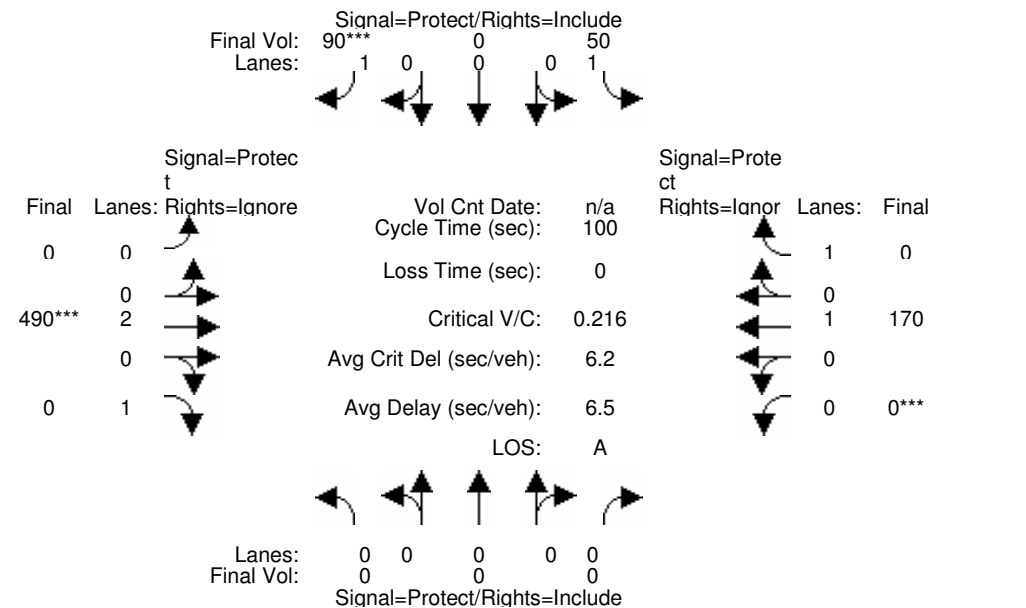 Signal=Protect/Rights=Include
Final Vol: 90*** 0 50
Lanes: 1 0 0 0 1
Signal=Protec
t
Rights=Ignore
Signal=Prote
ct
Rights=Ignor
Final Lanes: Vol Cnt Date: n/a Lanes: Final
Cycle Time (sec): 100
0 0 1 0
Loss Time (sec): 0
0 0
490*** 2 Critical V/C: 0.216 1 170
0 Avg Crit Del (sec/veh): 6.2 0
0 1 Avg Delay (sec/veh): 6.5 0 0***
LOS: A
Lanes: 0 0 0 0 0
Final Vol: 0 0 0
Signal=Protect/Rights=Include